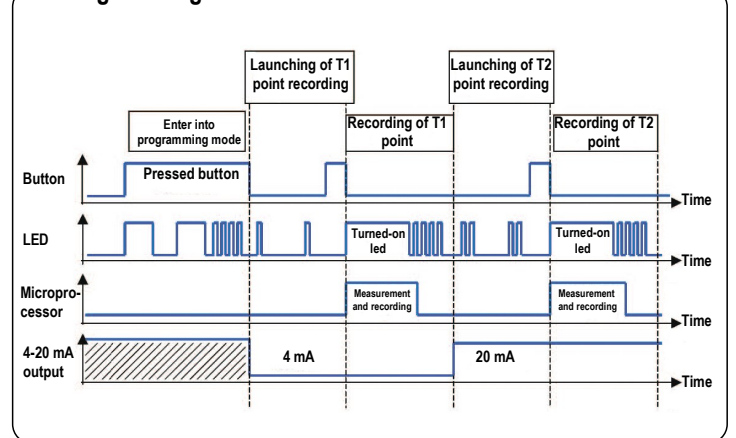 Launching of T1
point recording
Launching of T2
point recording
Enter into
programming mode
Recording of T1
point
Recording of T2
point
Button
Pressed button
Time
LED
Turned-on
led
Turned-on
led
Time
Micropro-
cessor
Measurement
and recording
Measurement
and recording
Time
4-20 mA
output
4 mA
20 mA
Time